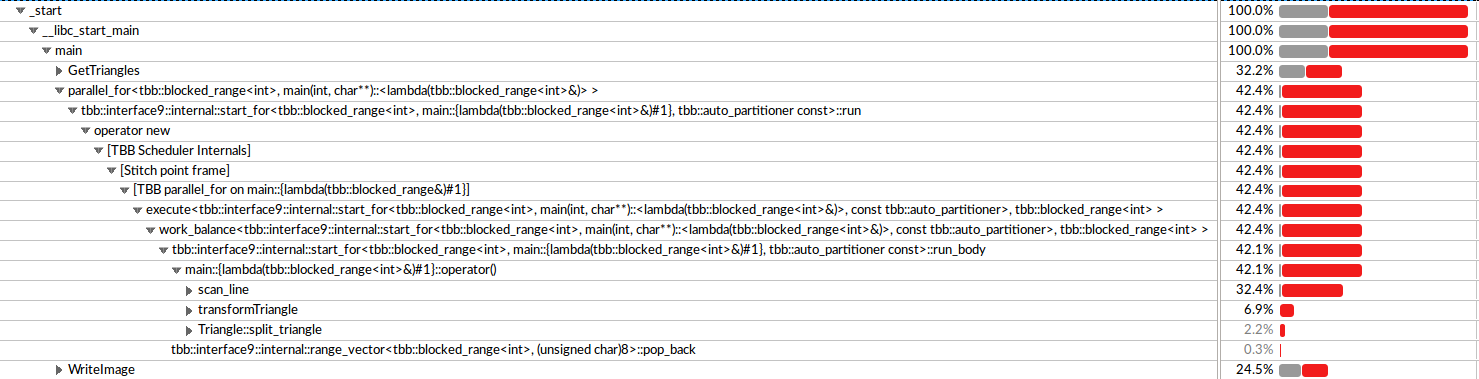 _start 100.0%
__libc_start_main 100.0%
main 100.0%
GetTriangles 32.2%
parallel_for<tbb::blocked_range<int>, main(int, char**)::<lambda(tbb::blocked_range<int>&)> > 42.4%
tbb::interface9::internal::start_for<tbb::blocked_range<int>, main::{lambda(tbb::blocked_range<int>&)#1}, tbb::auto_partitioner const>::run 42.4%
operator new 42.4%
[TBB Scheduler Internals] 42.4%
[Stitch point frame] 42.4%
[TBB parallel_for on main::{lambda(tbb::blocked_range&)#1}] 42.4%
execute<tbb::interface9::internal::start_for<tbb::blocked_range<int>, main(int, char**)::<lambda(tbb::blocked_range<int>&)>, const tbb::auto_partitioner>, tbb::blocked_range<int> > 42.4%
work_balance<tbb::interface9::internal::start_for<tbb::blocked_range<int>, main(int, char**)::<lambda(tbb::blocked_range<int>&)>, const tbb::auto_partitioner>, tbb::blocked_range<int> > 42.4%
tbb::interface9::internal::start_for<tbb::blocked_range<int>, main::{lambda(tbb::blocked_range<int>&)#1}, tbb::auto_partitioner const>::run_body 42.1%
main::{lambda(tbb::blocked_range<int>&)#1}::operator() 42.1%
scan_line 32.4%
transformTriangle 6.9%
Triangle::split_triangle 2.2%
tbb::interface9::internal::range_vector<tbb::blocked_range<int>, (unsigned char)8>::pop_back 0.3%
WriteImage 24.5%